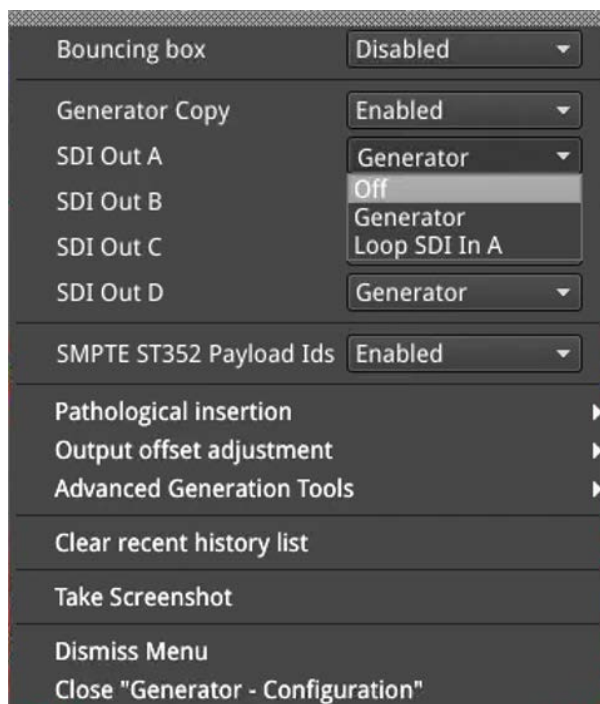 Bouncing box Disabled
Generator Copy Enabled
SDI Out A Generator
Off
SDI Out B
Generator
SDI Out C Loop SDI In A
SDI Out D Generator
SMPTE ST352 Payload Ids Enabled
Pathological insertion
Output offset adjustment
Advanced Generation Tools
Clear recent history list
Take Screenshot
Dismiss Menu
Close "Generator - Configuration"